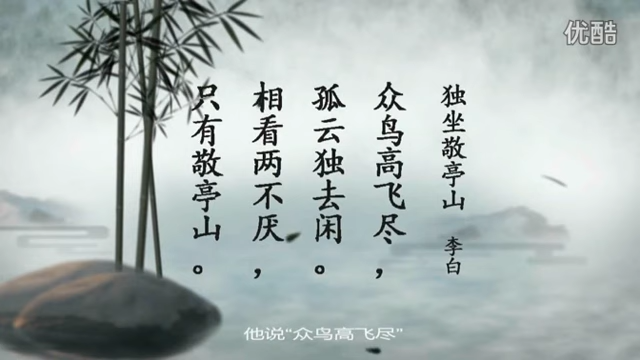 独坐敬亭山 李白
众鸟高飞尽，
孤云独去闲。
相看两不厌，
只有敬亭山。
他说“众鸟高飞尽”
优酷